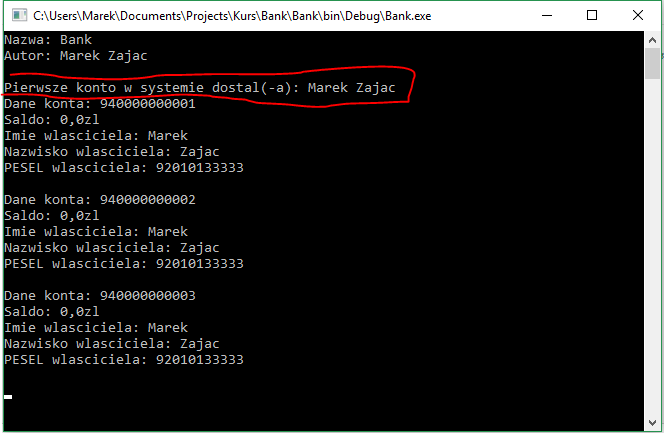 C:\Users\Marek\Documents\Projects\Kurs\Bank\Bank\bin\Debug\Bank.exe
Nazwa: Bank
Autor: Marek Zajac
Pierwsze konto w systemie dostal(-a): Marek Zajac
Dane konta: 940000000001
Saldo: 0,0zl
Imie wlasciciela: Marek
Nazwisko wlasciciela: Zajac
PESEL wlasciciela: 92010133333
Dane konta: 940000000002
Saldo: 0,0zl
Imie wlasciciela: Marek
Nazwisko wlasciciela: Zajac
PESEL wlasciciela: 92010133333
Dane konta: 940000000003
Saldo: 0,0zl
Imie wlasciciela: Marek
Nazwisko wlasciciela: Zajac
PESEL wlasciciela: 92010133333